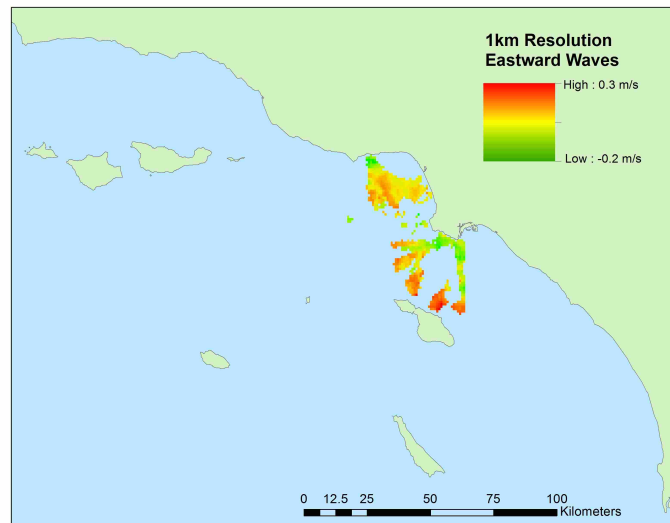 1km Resolution
Eastward Waves
High : 0.3 m/s
Low : -0.2 m/s
0 12.5 25 50 75 100
Kilometers